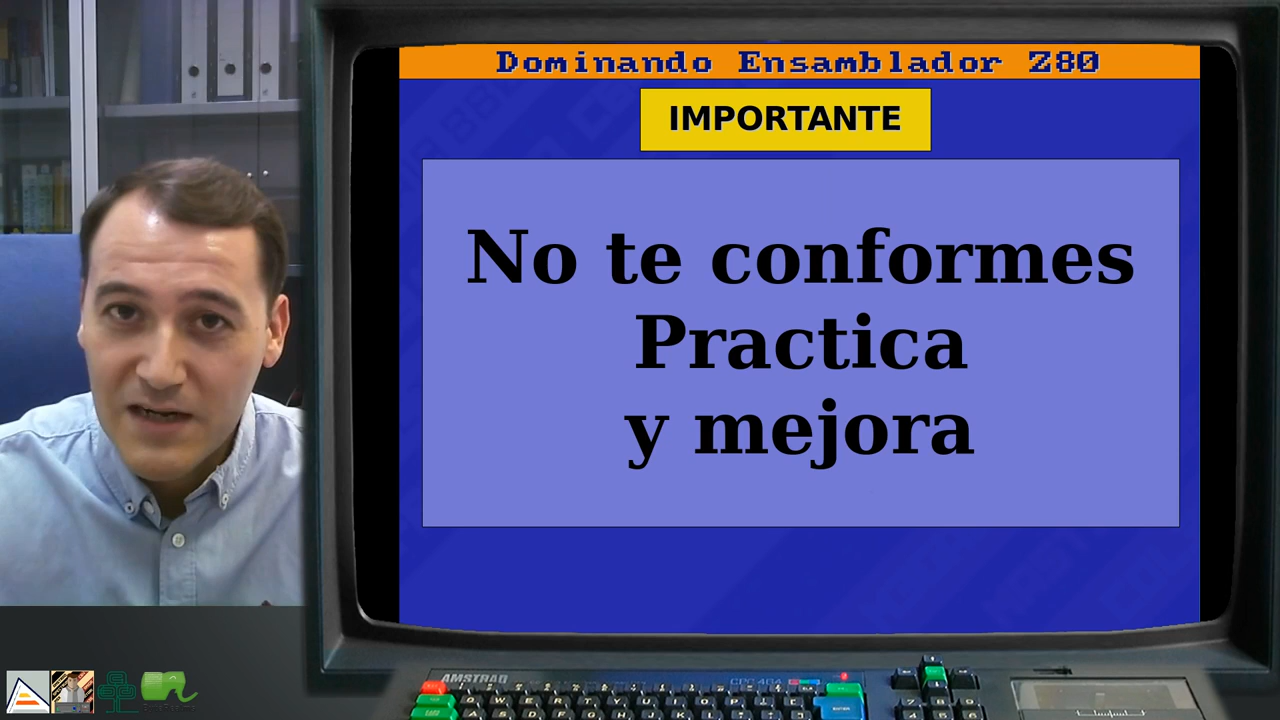 Dominando Ensamblador Z80
IMPORTANTE
No te conformes
Practica
y mejora
AMSTRAD